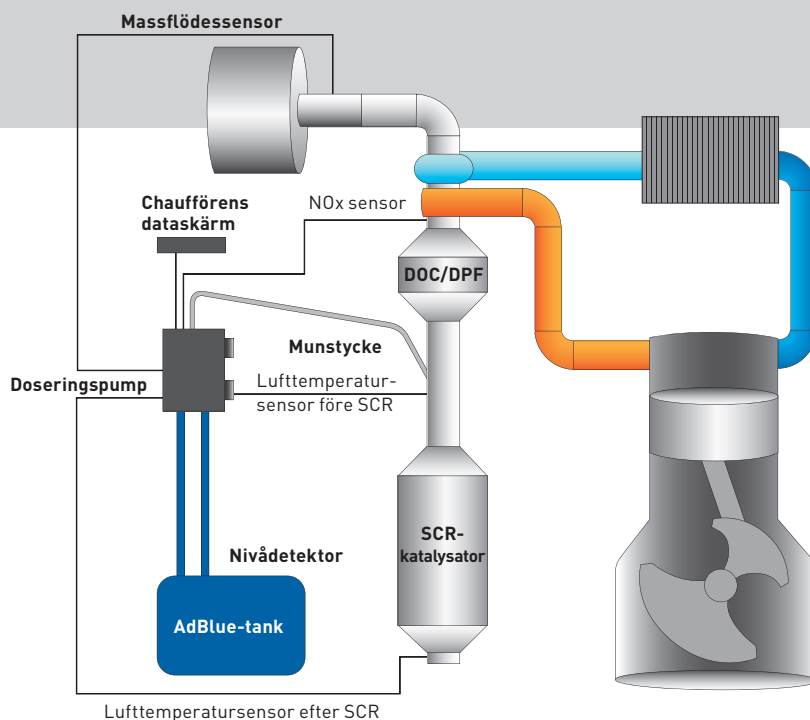 Massflödessensor
Chaufförens
dataskärm
NOx sensor
DOC/DPF
Munstycke
Doseringspump
Lufttemperatur-
sensor före SCR
SCR-
katalysator
Nivådetektor
AdBlue-tank
Lufttemperatursensor efter SCR